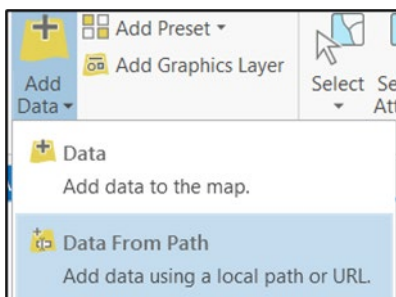 Add Preset
Add Graphics Layer
Add
Data
Select
Data
Add data to the map.
Data From Path
Add data using a local path or URL.